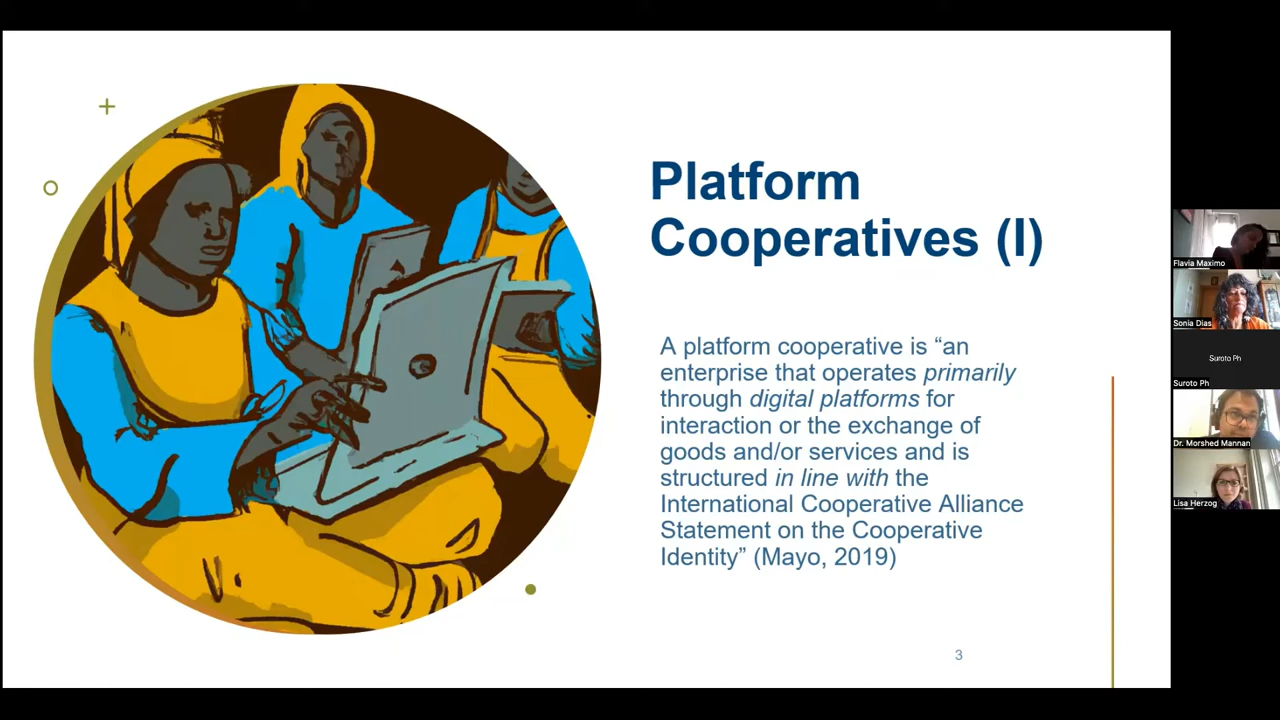 Platform
Cooperatives (I)
A platform cooperative is “an
enterprise that operates primarily
through digital platforms for
interaction or the exchange of
goods and/or services and is
structured in line with the
International Cooperative Alliance
Statement on the Cooperative
Identity” (Mayo, 2019)
3
Flavia Maximo
Sonia Dias
Suroto Ph
Suroto Ph
Dr. Morshed Mannan
Lisa Herzog